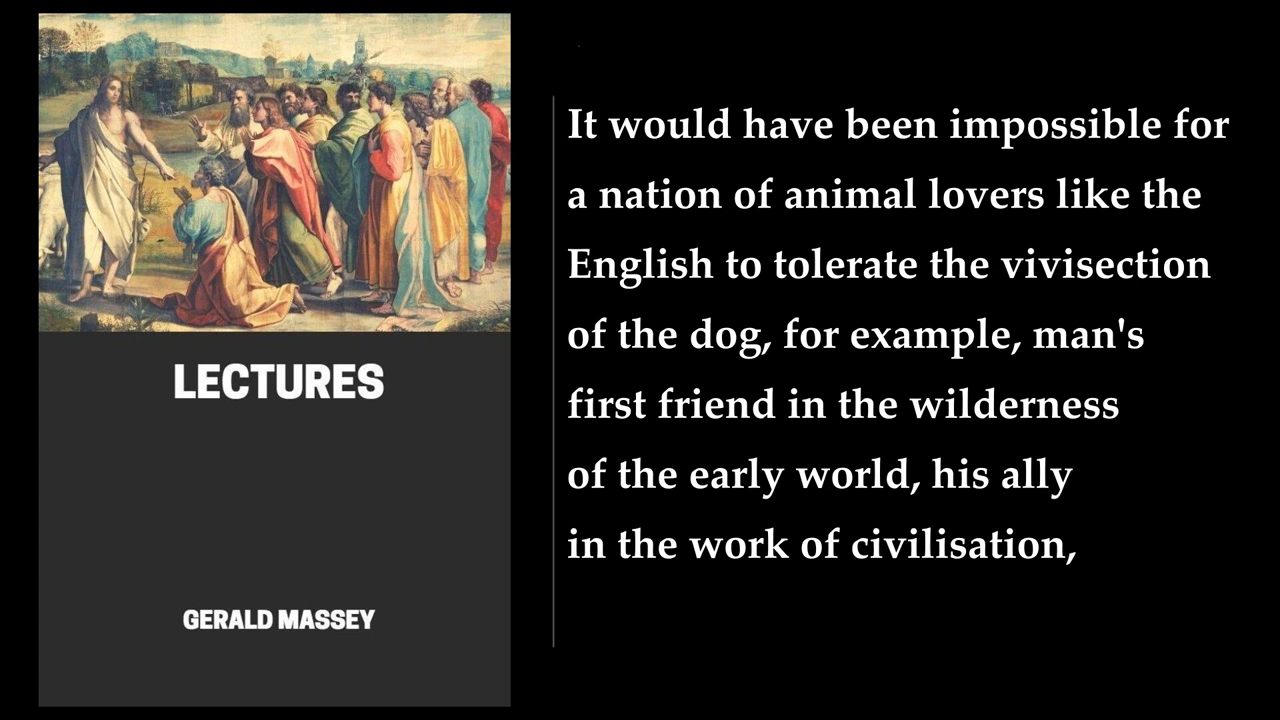 LECTURES
GERALD MASSEY
It would have been impossible for
a nation of animal lovers like the
English to tolerate the vivisection
of the dog, for example, man's
first friend in the wilderness
of the early world, his ally
in the work of civilisation,